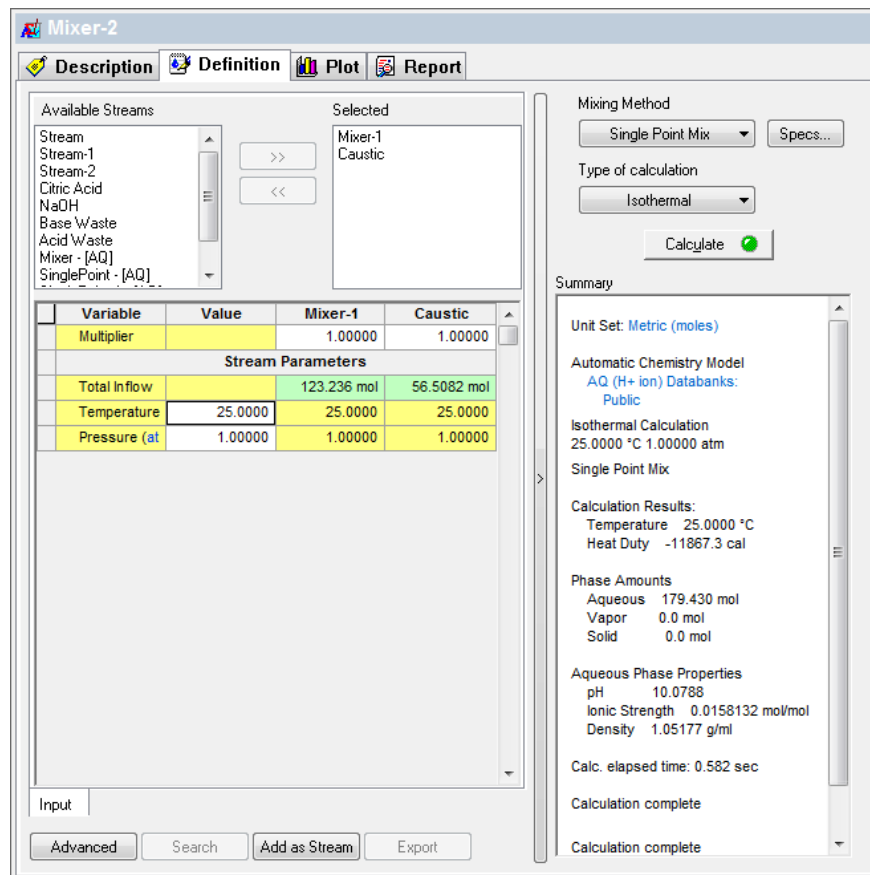 Mixer-2
Description Definition Plot Report
Available Streams
Stream
Stream-1
Stream-2
Citric Acid
NaOH
Base Waste
Acid Waste
Mixer - [AQ]
SinglePoint - [AQ]
>>
<<
Selected
Mixer-1
Caustic
Variable Value Mixer-1 Caustic
Multiplier 1.00000 1.00000
Stream Parameters
Total Inflow 123.236 mol 56.5082 mol
Temperature 25.0000 25.0000 25.0000
Pressure (at 1.00000 1.00000 1.00000
Input
Advanced Search Add as Stream Export
>
Mixing Method
Single Point Mix Specs...
Type of calculation
Isothermal
Calculate
Summary
Unit Set: Metric (moles)
Automatic Chemistry Model
AQ (H+ ion) Databanks:
Public
Isothermal Calculation
25.0000 °C 1.00000 atm
Single Point Mix
Calculation Results:
Temperature 25.0000 °C
Heat Duty -11867.3 cal
Phase Amounts
Aqueous 179.430 mol
Vapor 0.0 mol
Solid 0.0 mol
Aqueous Phase Properties
pH 10.0788
Ionic Strength 0.0158132 mol/mol
Density 1.05177 g/ml
Calc. elapsed time: 0.582 sec
Calculation complete
Calculation complete